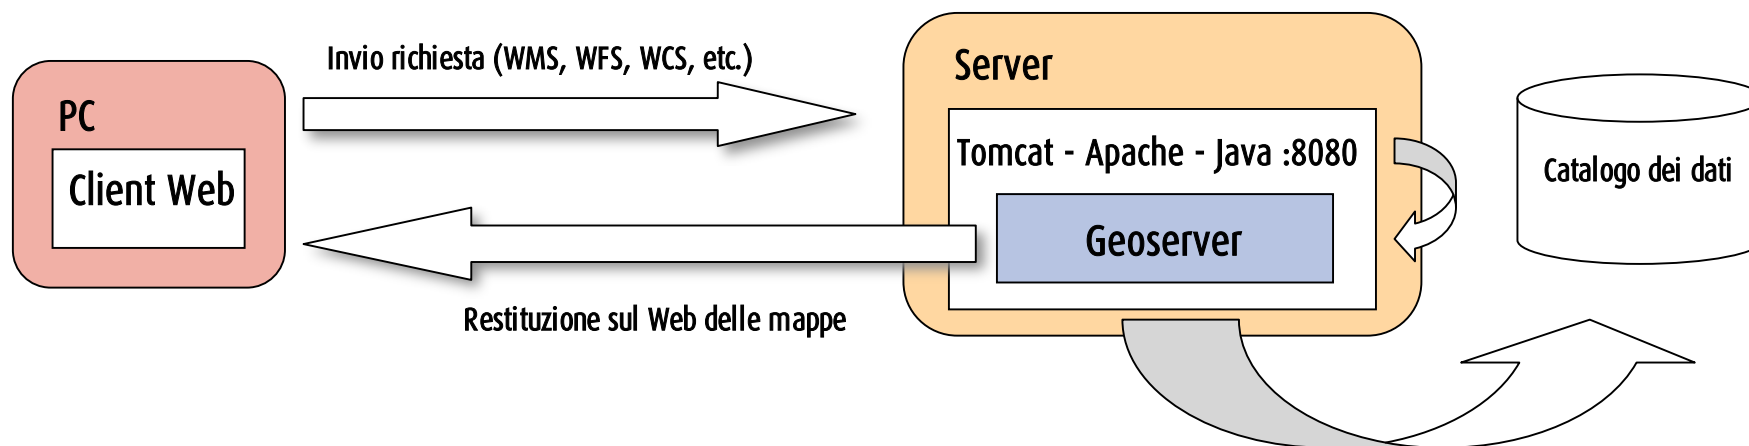 Invio richiesta (WMS, WFS, WCS, etc.)
PC
Client Web
Server
Tomcat - Apache - Java :8080
Geoserver
Catalogo dei dati
Restituzione sul Web delle mappe